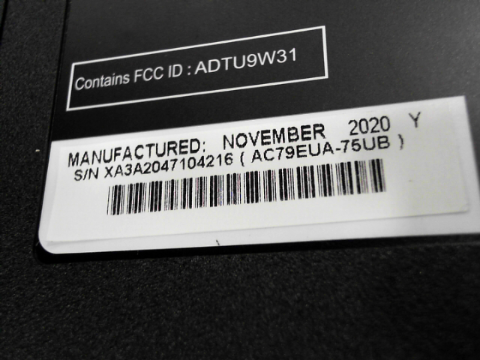 Contains FCC ID : ADTU9W31
MANUFACTURED: NOVEMBER 2020 Y
S/N XA3A2047104216 ( AC79EUA-75UB )